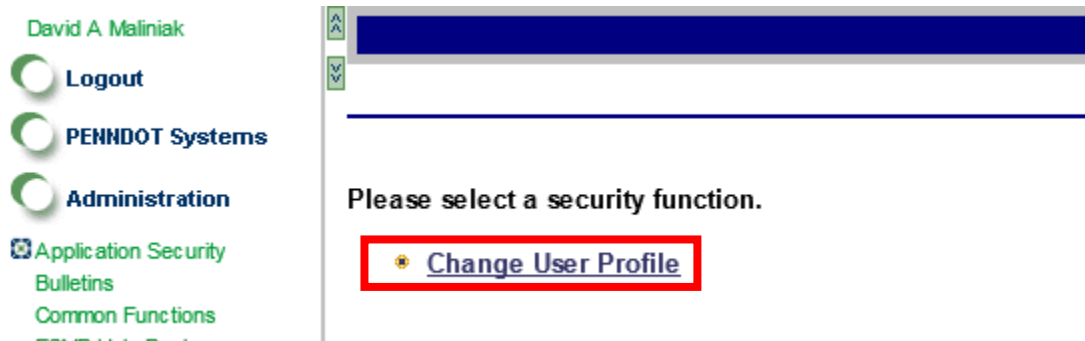 David A Maliniak
Logout
PENNDOT Systems
Administration
Application Security
Bulletins
Common Functions
Please select a security function.
Change User Profile